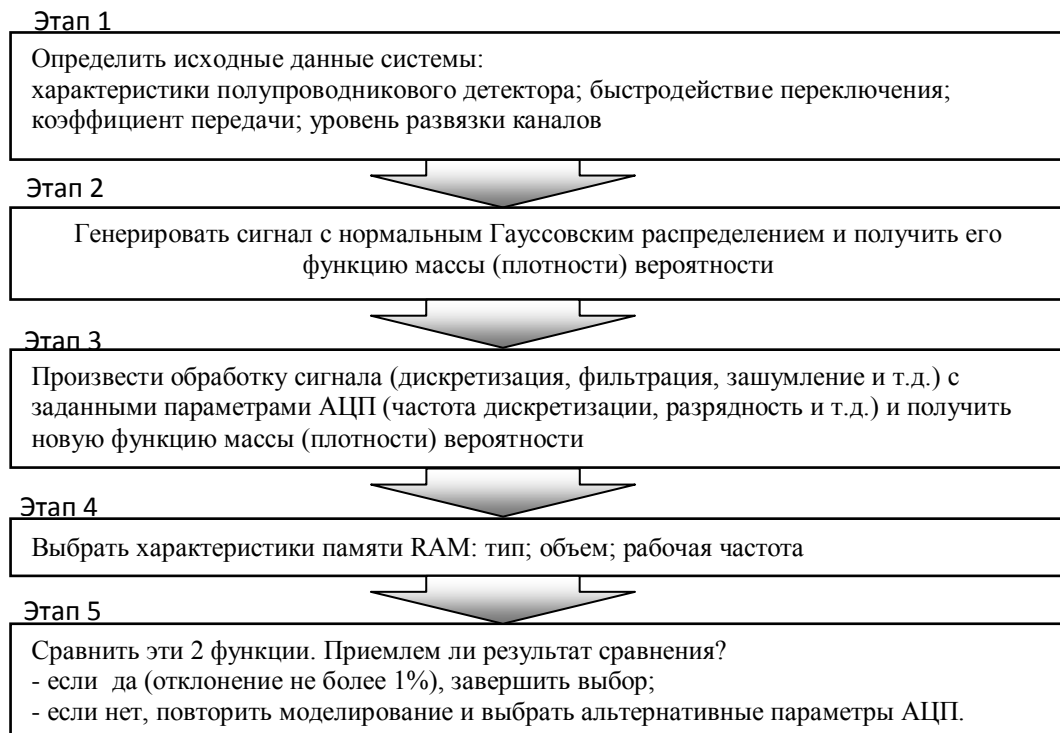 Этап 1
Определить исходные данные системы:
характеристики полупроводникового детектора; быстродействие переключения;
коэффициент передачи; уровень развязки каналов
Этап 2
Генерировать сигнал с нормальным Гауссовским распределением и получить его
функцию массы (плотности) вероятности
Этап 3
Произвести обработку сигнала (дискретизация, фильтрация, зашумление и т.д.) с
заданными параметрами АЦП (частота дискретизации, разрядность и т.д.) и получить
новую функцию массы (плотности) вероятности
Этап 4
Выбрать характеристики памяти RAM: тип; объем; рабочая частота
Этап 5
Сравнить эти 2 функции. Приемлем ли результат сравнения?
- если  да (отклонение не более 1%), завершить выбор;
- если нет, повторить моделирование и выбрать альтернативные параметры АЦП.